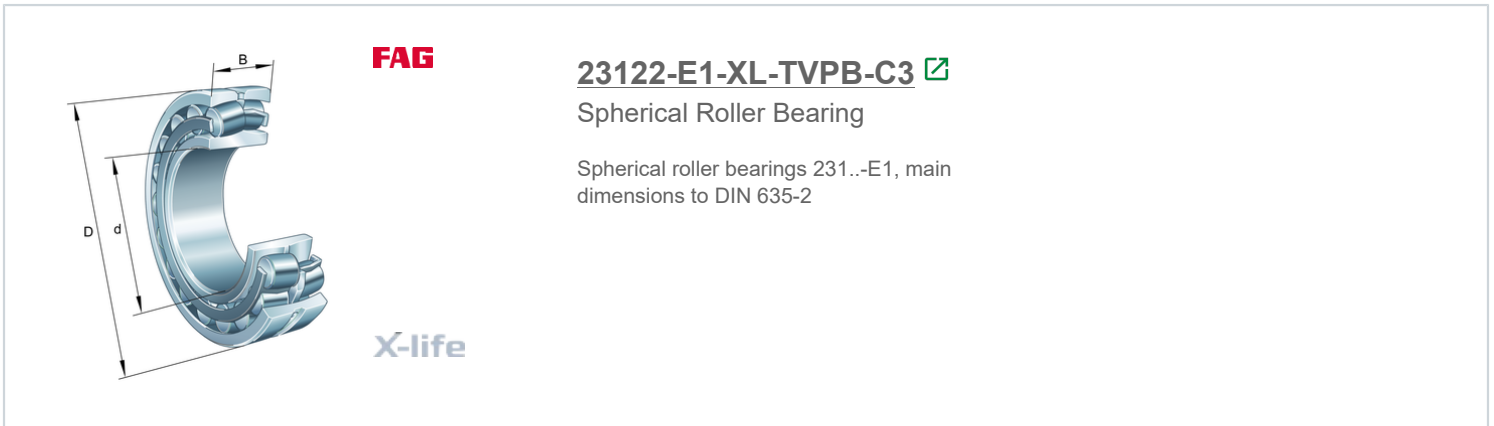 B
D
d
FAG
X-life
23122-E1-XL-TVPB-C3
Spherical Roller Bearing
Spherical roller bearings 231..-E1, main
dimensions to DIN 635-2